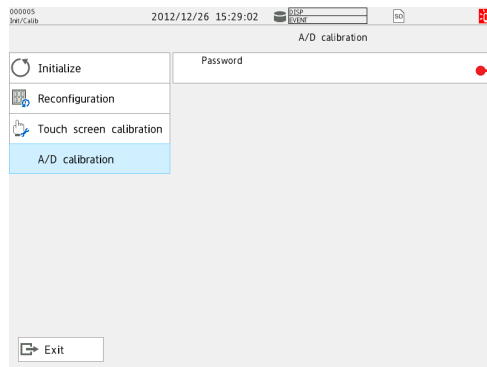 000005
Init/Calib
2012/12/26 15:29:02
DISP
EVENT
SD
A/D calibration
Initialize
Password
Reconfiguration
Touch screen calibration
A/D calibration
Exit